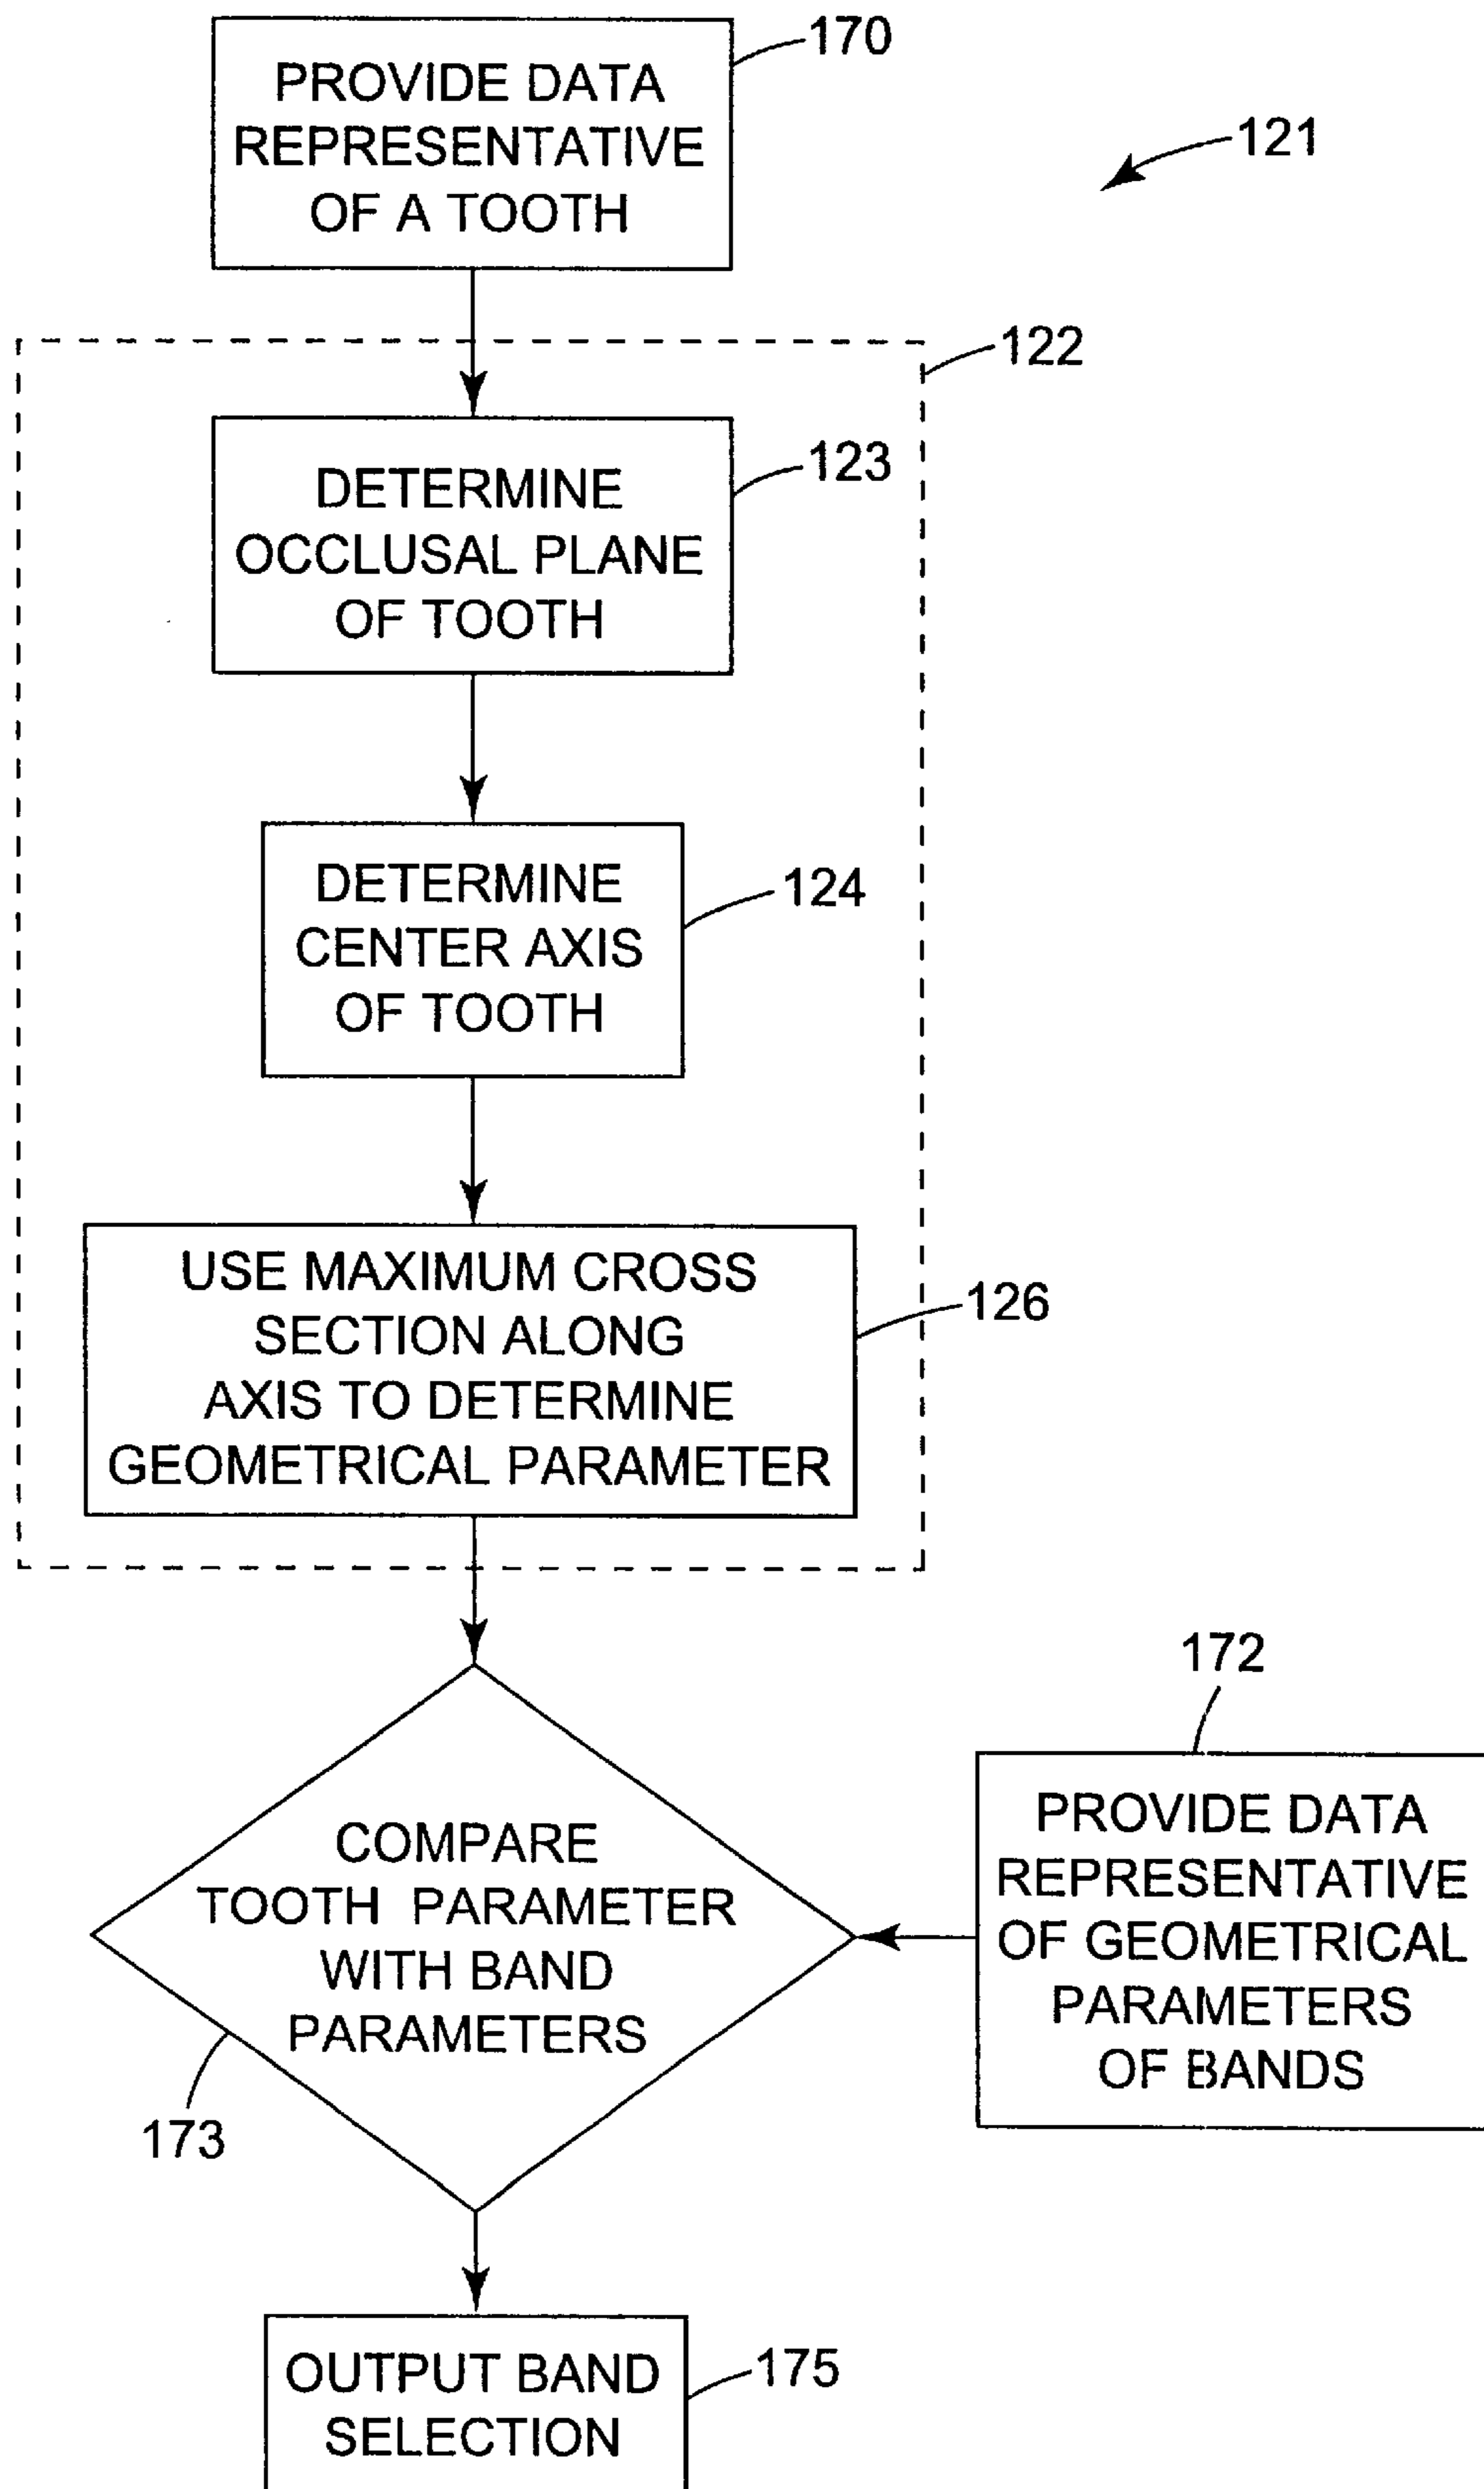 170
PROVIDE DATA
REPRESENTATIVE
OF A TOOTH
121
122
123
DETERMINE
OCCLUSAL PLANE
OF TOOTH
124
DETERMINE
CENTER AXIS
OF TOOTH
126
USE MAXIMUM CROSS
SECTION ALONG
AXIS TO DETERMINE
GEOMETRICAL PARAMETER
172
PROVIDE DATA
REPRESENTATIVE
OF GEOMETRICAL
PARAMETERS
OF BANDS
COMPARE
TOOTH PARAMETER
WITH BAND
PARAMETERS
173
OUTPUT BAND
SELECTION
175